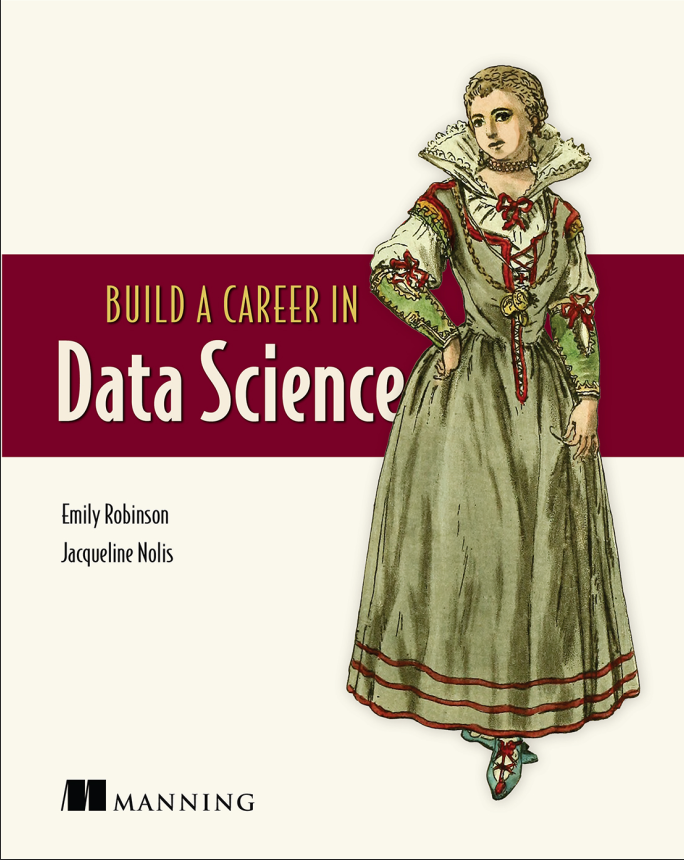 BUILD A CAREER IN
Data Science
Emily Robinson
Jacqueline Nolis
MANNING